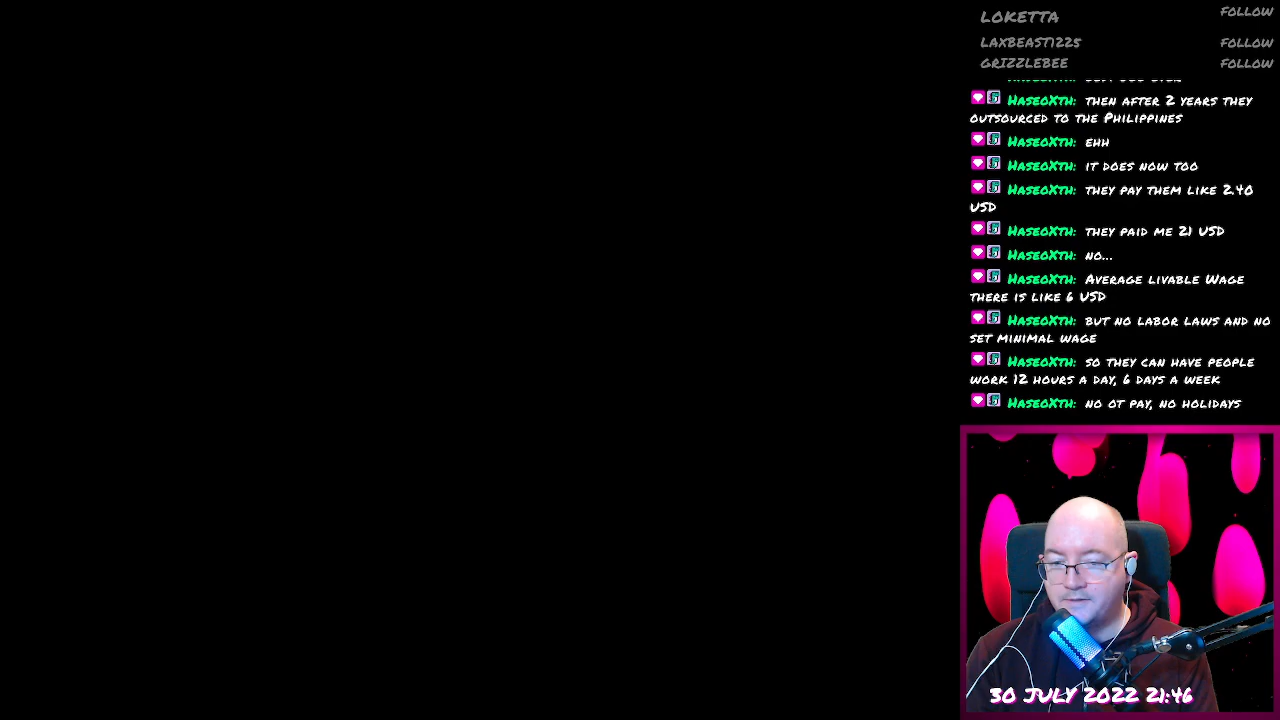 LOKETTA FOLLOW
LAXBEAST1225 FOLLOW
GRIZZLEBEE FOLLOW
HASEOXTH: THEN AFTER 2 YEARS THEY
OUTSOURCED TO THE PHILIPPINES
HASEOXTH: EHH
HASEOXTH: IT DOES NOW TOO
HASEOXTH: THEY PAY THEM LIKE 2.40
USD
HASEOXTH: THEY PAID ME 21 USD
HASEOXTH: NO...
HASEOXTH: AVERAGE LIVABLE WAGE
THERE IS LIKE 6 USD
HASEOXTH: BUT NO LABOR LAWS AND NO
SET MINIMAL WAGE
HASEOXTH: SO THEY CAN HAVE PEOPLE
WORK 12 HOURS A DAY, 6 DAYS A WEEK
HASEOXTH: NO OT PAY, NO HOLIDAYS
30 JULY 2022 21:46